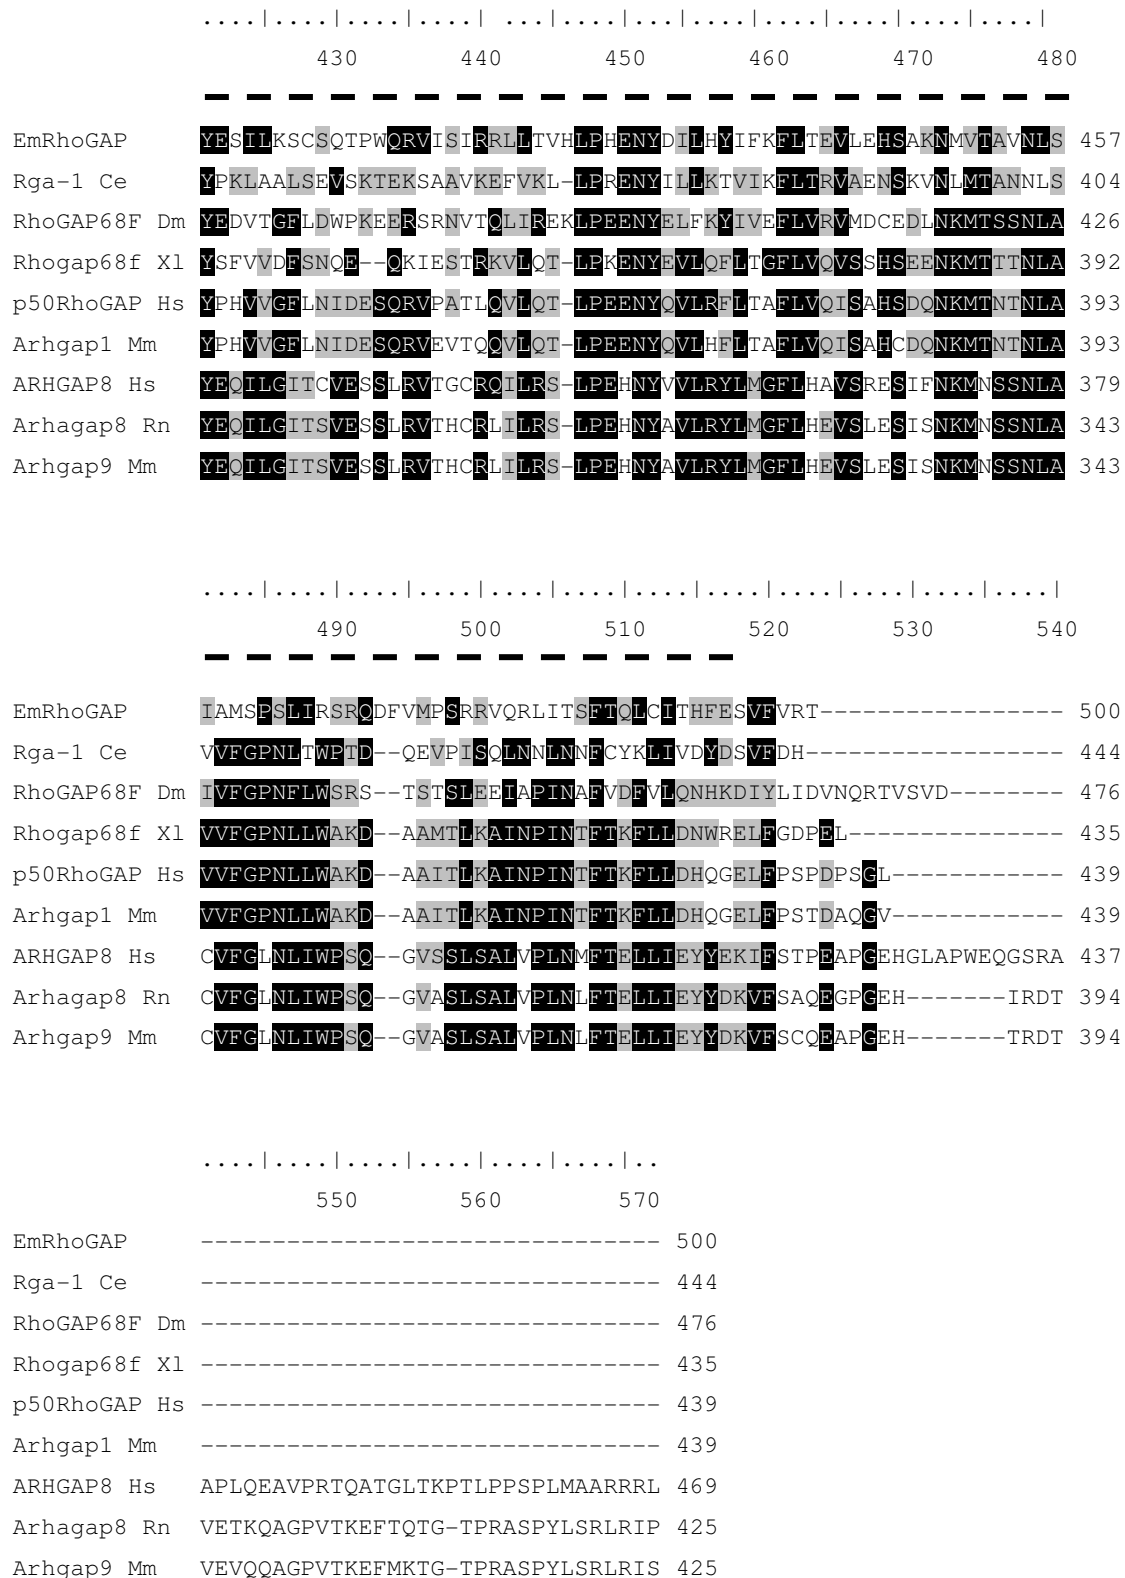 ....|....|....|....| ...|....|....|....|....|....|....|....|
430 440 450 460 470 480
EmRhoGAP YESILKSCSQTPWQRVISIRRLLTVHLPHENYDILHYIFKFLTEVLEHSAKNMVTAVNLS 457
Rga-1 Ce YPKLAALSEVSKTEKSAAVKEFVKL-LPRENYILLKTVIKFLTRVAENSKVNLMTANNLS 404
RhoGAP68F Dm YEDVTGFLDWPKEERSRNVTQLIREKLPEENYELFKYIVEFLVRVMDCEDLNKMTSSNLA 426
Rhogap68f Xl YSFVVDFSNQE--QKIESTRKVLQT-LPKENYEVLQFLTGFLVQVSSHSEENKMTTTNLA 392
p50RhoGAP Hs YPHVVGFLNIDESQRVPATLQVLQT-LPEENYQVLRFLTAFLVQISAHSDQNKMTNTNLA 393
Arhgap1 Mm YPHVVGFLNIDESQRVEVTQQVLQT-LPEENYQVLHFLTAFLVQISAHCDQNKMTNTNLA 393
ARHGAP8 Hs YEQILGITCVESSLRVTGCRQILRS-LPEHNYVVLRYLMGFLHAVSRESIFNKMNSSNLA 379
Arhagap8 Rn YEQILGITSVESSLRVTHCRLILRS-LPEHNYAVLRYLMGFLHEVSLESISNKMNSSNLA 343
Arhgap9 Mm YEQILGITSVESSLRVTHCRLILRS-LPEHNYAVLRYLMGFLHEVSLESISNKMNSSNLA 343
....|....|....|....|....|....|....|....|....|....|....|....|
490 500 510 520 530 540
EmRhoGAP IAMSPSLIRSRQDFVMPSRRVQRLITSFTQLCITHFESVFVRT----------------- 500
Rga-1 Ce VVFGPNLTWPTD--QEVPISQLNNLNNFCYKLIVDYDSVFDH------------------ 444
RhoGAP68F Dm IVFGPNFLWSRS--TSTSLEEIAPINAFVDFVLQNHKDIYLIDVNQRTVSVD-------- 476
Rhogap68f Xl VVFGPNLLWAKD--AAMTLKAINPINTFTKFLLDNWRELFGDPEL--------------- 435
p50RhoGAP Hs VVFGPNLLWAKD--AAITLKAINPINTFTKFLLDHQGELFPSPDPSGL------------ 439
Arhgap1 Mm VVFGPNLLWAKD--AAITLKAINPINTFTKFLLDHQGELFPSTDAQGV------------ 439
ARHGAP8 Hs CVFGLNLIWPSQ--GVSSLSALVPLNMFTELLIEYYEKIFSTPEAPGEHGLAPWEQGSRA 437
Arhagap8 Rn CVFGLNLIWPSQ--GVASLSALVPLNLFTELLIEYYDKVFSAQEGPGEH-------IRDT 394
Arhgap9 Mm CVFGLNLIWPSQ--GVASLSALVPLNLFTELLIEYYDKVFSCQEAPGEH-------TRDT 394
....|....|....|....|....|....|..
550 560 570
EmRhoGAP -------------------------------- 500
Rga-1 Ce -------------------------------- 444
RhoGAP68F Dm -------------------------------- 476
Rhogap68f Xl -------------------------------- 435
p50RhoGAP Hs -------------------------------- 439
Arhgap1 Mm -------------------------------- 439
ARHGAP8 Hs APLQEAVPRTQATGLTKPTLPPSPLMAARRRL 469
Arhagap8 Rn VETKQAGPVTKEFTQTG-TPRASPYLSRLRIP 425
Arhgap9 Mm VEVQQAGPVTKEFMKTG-TPRASPYLSRLRIS 425